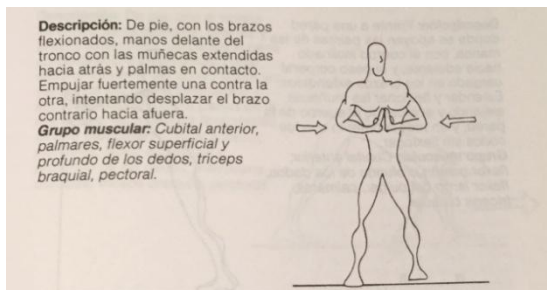 Descripción: De pie, con los brazos
flexionados, manos delante del
tronco con las muñecas extendidas
hacia atrás y palmas en contacto.
Empujar fuertemente una contra la
otra, intentando desplazar el brazo
contrario hacia afuera.
Grupo muscular: Cubital anterior,
palmares, flexor superficial y
profundo de los dedos, triceps
braquial, pectoral.